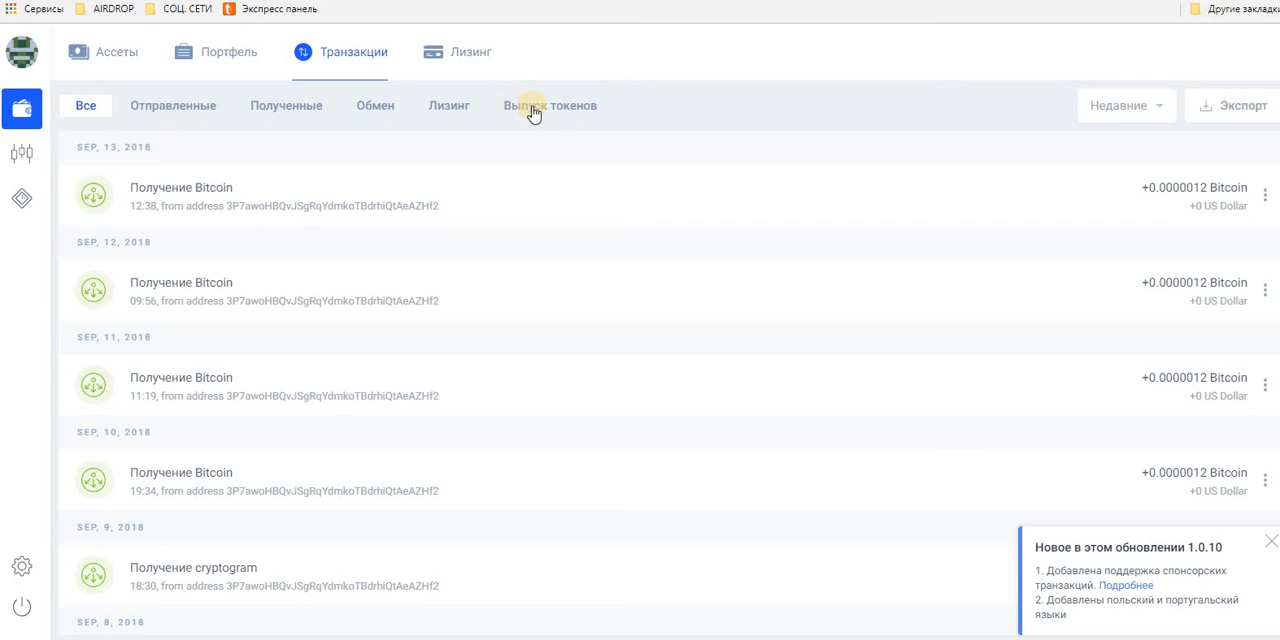 Сервисы AIRDROP СОЦ. СЕТИ Экспресс панель Другие закладки
Ассеты Портфель Транзакции Лизинг
Все Отправленные Полученные Обмен Лизинг Выпуск токенов Недавние Экспорт
SEP, 13, 2018
Получение Bitcoin +0.0000012 Bitcoin
12:38, from address 3P7awoHBQvJSgRqYdmkoTBdrhiQtAeAZHf2 +0 US Dollar
SEP, 12, 2018
Получение Bitcoin +0.0000012 Bitcoin
09:56, from address 3P7awoHBQvJSgRqYdmkoTBdrhiQtAeAZHf2 +0 US Dollar
SEP, 11, 2018
Получение Bitcoin +0.0000012 Bitcoin
11:19, from address 3P7awoHBQvJSgRqYdmkoTBdrhiQtAeAZHf2 +0 US Dollar
SEP, 10, 2018
Получение Bitcoin +0.0000012 Bitcoin
19:34, from address 3P7awoHBQvJSgRqYdmkoTBdrhiQtAeAZHf2 +0 US Dollar
SEP, 9, 2018
Получение cryptogram
18:30, from address 3P7awoHBQvJSgRqYdmkoTBdrhiQtAeAZHf2
SEP, 8, 2018
Новое в этом обновлении 1.0.10
1. Добавлена поддержка спонсорских
транзакций. Подробнее
2. Добавлены польский и португальский
языки